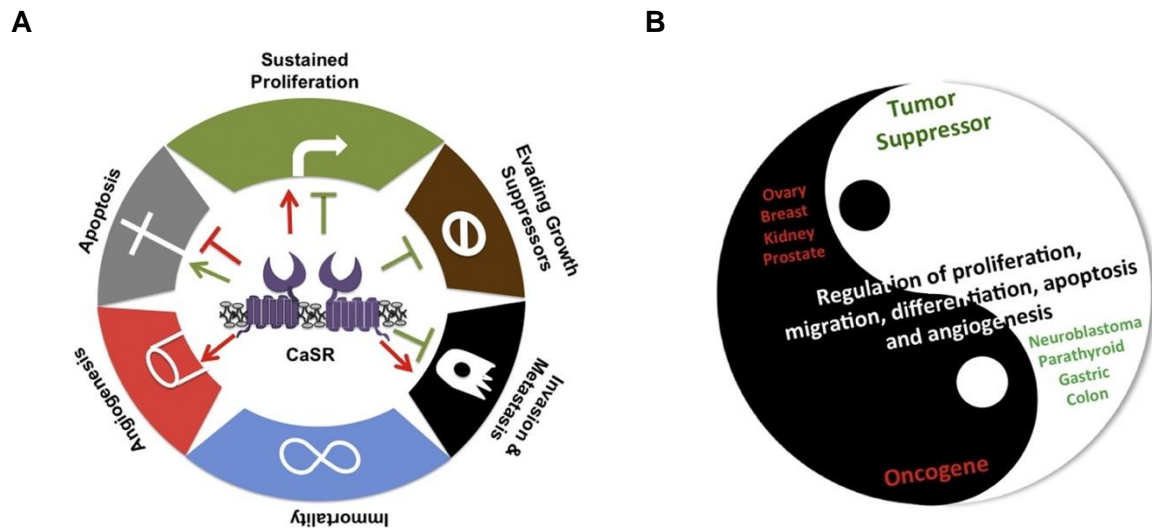 A
Sustained
Proliferation
Evading Growth
Suppressors
Invasion &
Metastasis
Immortality
Angiogenesis
Apoptosis
CaSR
B
Tumor
Suppressor
Ovary
Breast
Kidney
Prostate
Regulation of proliferation,
migration, differentiation, apoptosis
and angiogenesis
Neuroblastoma
Parathyroid
Gastric
Colon
Oncogene